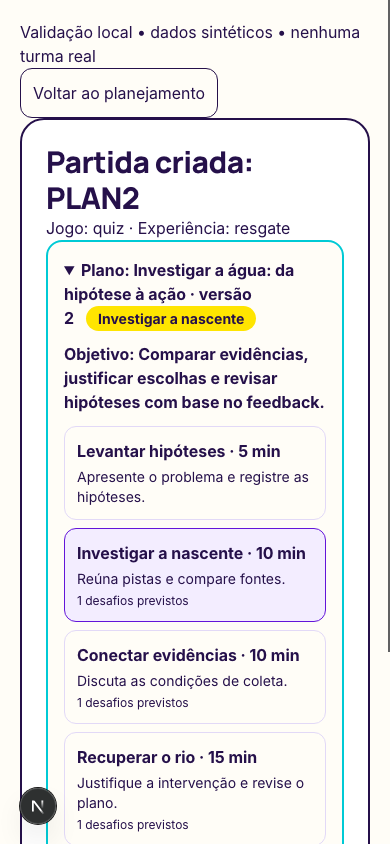 Validação local • dados sintéticos • nenhuma
turma real
Voltar ao planejamento
Partida criada:
PLAN2
Jogo: quiz · Experiência: resgate
▼ Plano: Investigar a água: da
hipótese à ação · versão
2 Investigar a nascente
Objetivo: Comparar evidências,
justificar escolhas e revisar
hipóteses com base no feedback.
Levantar hipóteses · 5 min
Apresente o problema e registre as
hipóteses.
Investigar a nascente · 10 min
Reúna pistas e compare fontes.
1 desafios previstos
Conectar evidências · 10 min
Discuta as condições de coleta.
1 desafios previstos
Recuperar o rio · 15 min
Justifique a intervenção e revise o
plano.
1 desafios previstos
N